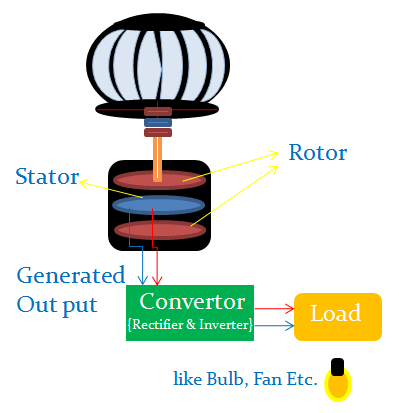 Rotor
Stator
Generated
Out put
Convertor
{Rectifier & Inverter}
Load
like Bulb, Fan Etc.